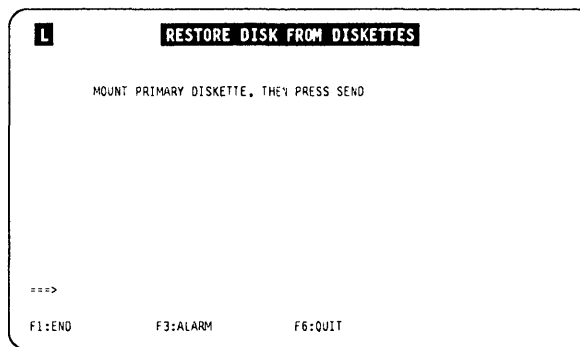 L RESTORE DISK FROM DISKETTES
MOUNT PRIMARY DISKETTE, THEN PRESS SEND
===>
F1:END F3:ALARM F6:QUIT